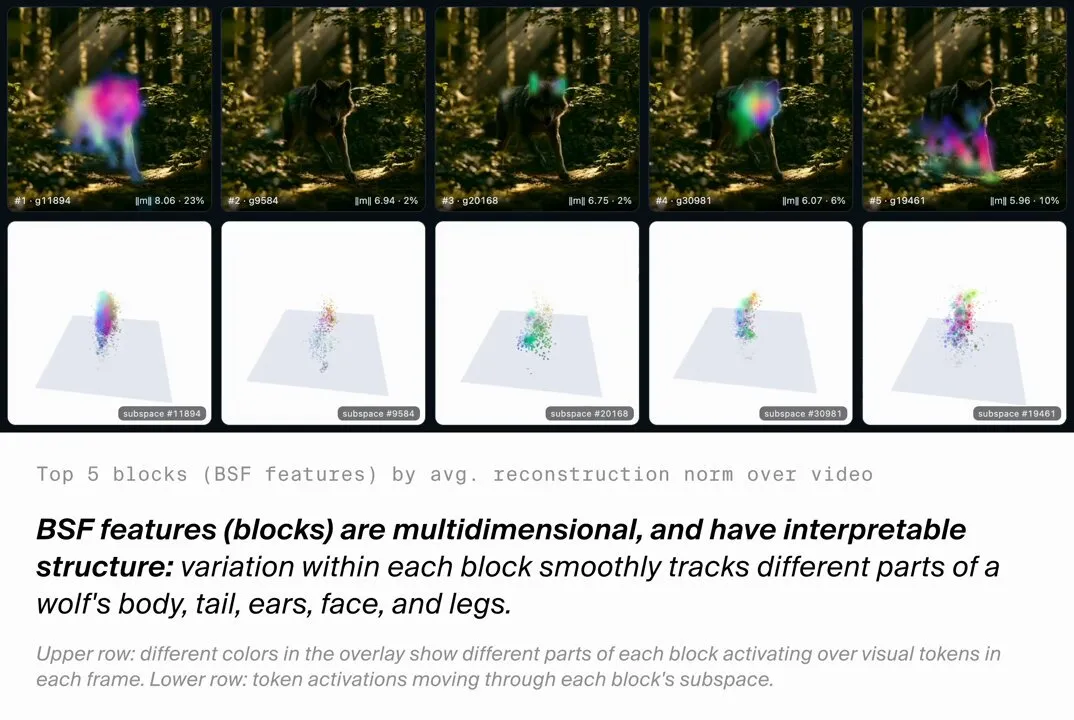 #1 · g11894
‖m‖ 8.06 · 23%
#2 · g9584
‖m‖ 6.94 · 2%
#3 · g20168
‖m‖ 6.75 · 2%
#4 · g30981
‖m‖ 6.07 · 6%
#5 · g19461
‖m‖ 5.96 · 10%
subspace #11894
subspace #9584
subspace #20168
subspace #30981
subspace #19461
Top 5 blocks (BSF features) by avg. reconstruction norm over video
BSF features (blocks) are multidimensional, and have interpretable
structure: variation within each block smoothly tracks different parts of a
wolf's body, tail, ears, face, and legs.
Upper row: different colors in the overlay show different parts of each block activating over visual tokens in
each frame. Lower row: token activations moving through each block's subspace.